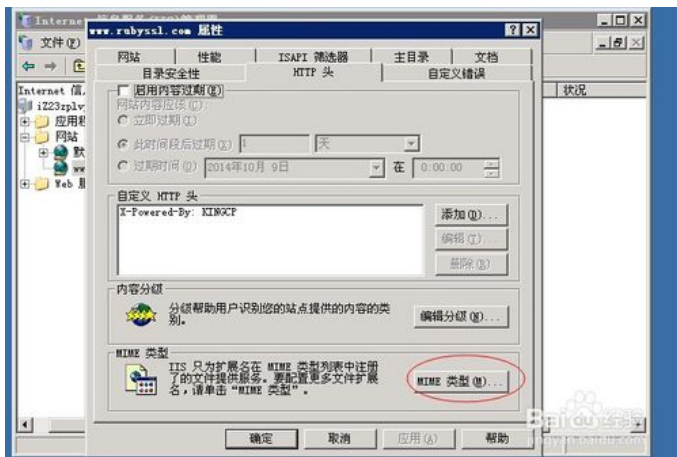 www.rubyssl.com 属性
文件(F)
Internet 信
iZ23zplv
应用程
网站
默
ww
Web 服
状况
网站 性能 ISAPI 筛选器 主目录 文档
目录安全性 HTTP 头 自定义错误
启用内容过期(E)
网站内容应该(C):
立即过期(I)
此时间段后过期(X) 1 天
过期时间(O) 2014年10月 9日 在 0:00:00
自定义 HTTP 头
X-Powered-By: KINGCP
添加(D)...
编辑(T)...
删除(R)
内容分级
分级帮助用户识别您的站点提供的内容的类
别。
编辑分级(N)...
MIME 类型
IIS 只为扩展名在 MIME 类型列表中注册
了的文件提供服务。要配置更多文件扩展
名，请单击“MIME 类型”。
MIME 类型(M)...
确定 取消 应用(A) 帮助
Baidu 经验
jingyan.baidu.com